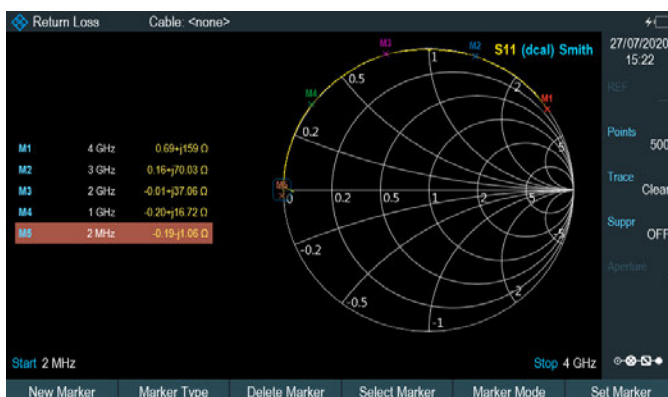 Return Loss Cable: <none>
27/07/2020
15:22
S11 (dcal) Smith
REF
Points
500
Trace
Clear
Suppr
OFF
Aperture
M1 4 GHz 0.69+j159 Ω
M2 3 GHz 0.16+j70.03 Ω
M3 2 GHz -0.01+j37.06 Ω
M4 1 GHz -0.20+j16.72 Ω
M5 2 MHz -0.19-j1.06 Ω
M3 M2
1
0.5
2
M4
M1
0.2
5
M5
0 0.2 0.5 1 2 5
-0.2
-5
-0.5
-2
-1
Start 2 MHz Stop 4 GHz
New Marker Marker Type Delete Marker Select Marker Marker Mode Set Marker